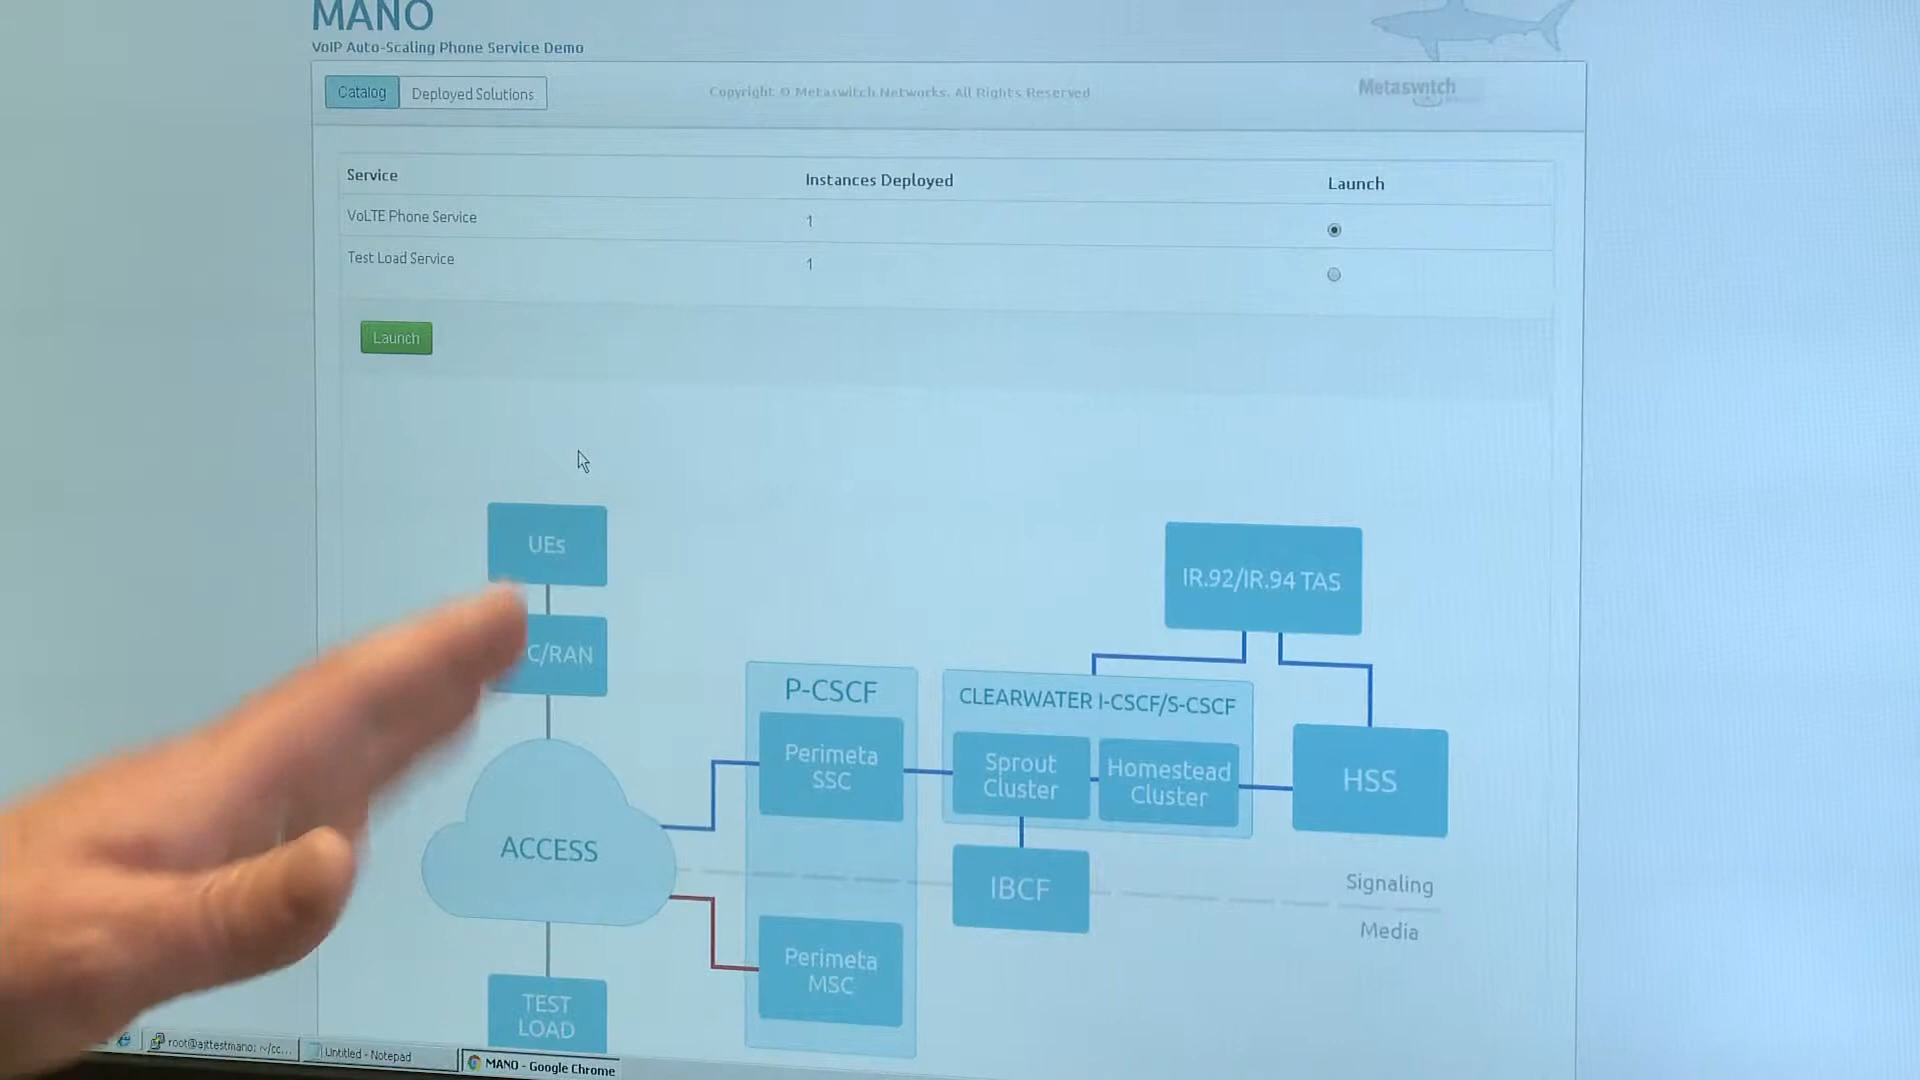 MANO
VoIP Auto-Scaling Phone Service Demo
Catalog
Deployed Solutions
Copyright © Metaswitch Networks. All Rights Reserved
Metaswitch
Service
Instances Deployed
Launch
VoLTE Phone Service
1
Test Load Service
1
Launch
UEs
C/RAN
IR.92/IR.94 TAS
P-CSCF
CLEARWATER I-CSCF/S-CSCF
Perimeta
SSC
Sprout
Cluster
Homestead
Cluster
HSS
ACCESS
IBCF
Signaling
Media
Perimeta
MSC
TEST
LOAD
root@ajttestmano: ~/cc...
Untitled - Notepad
MANO - Google Chrome